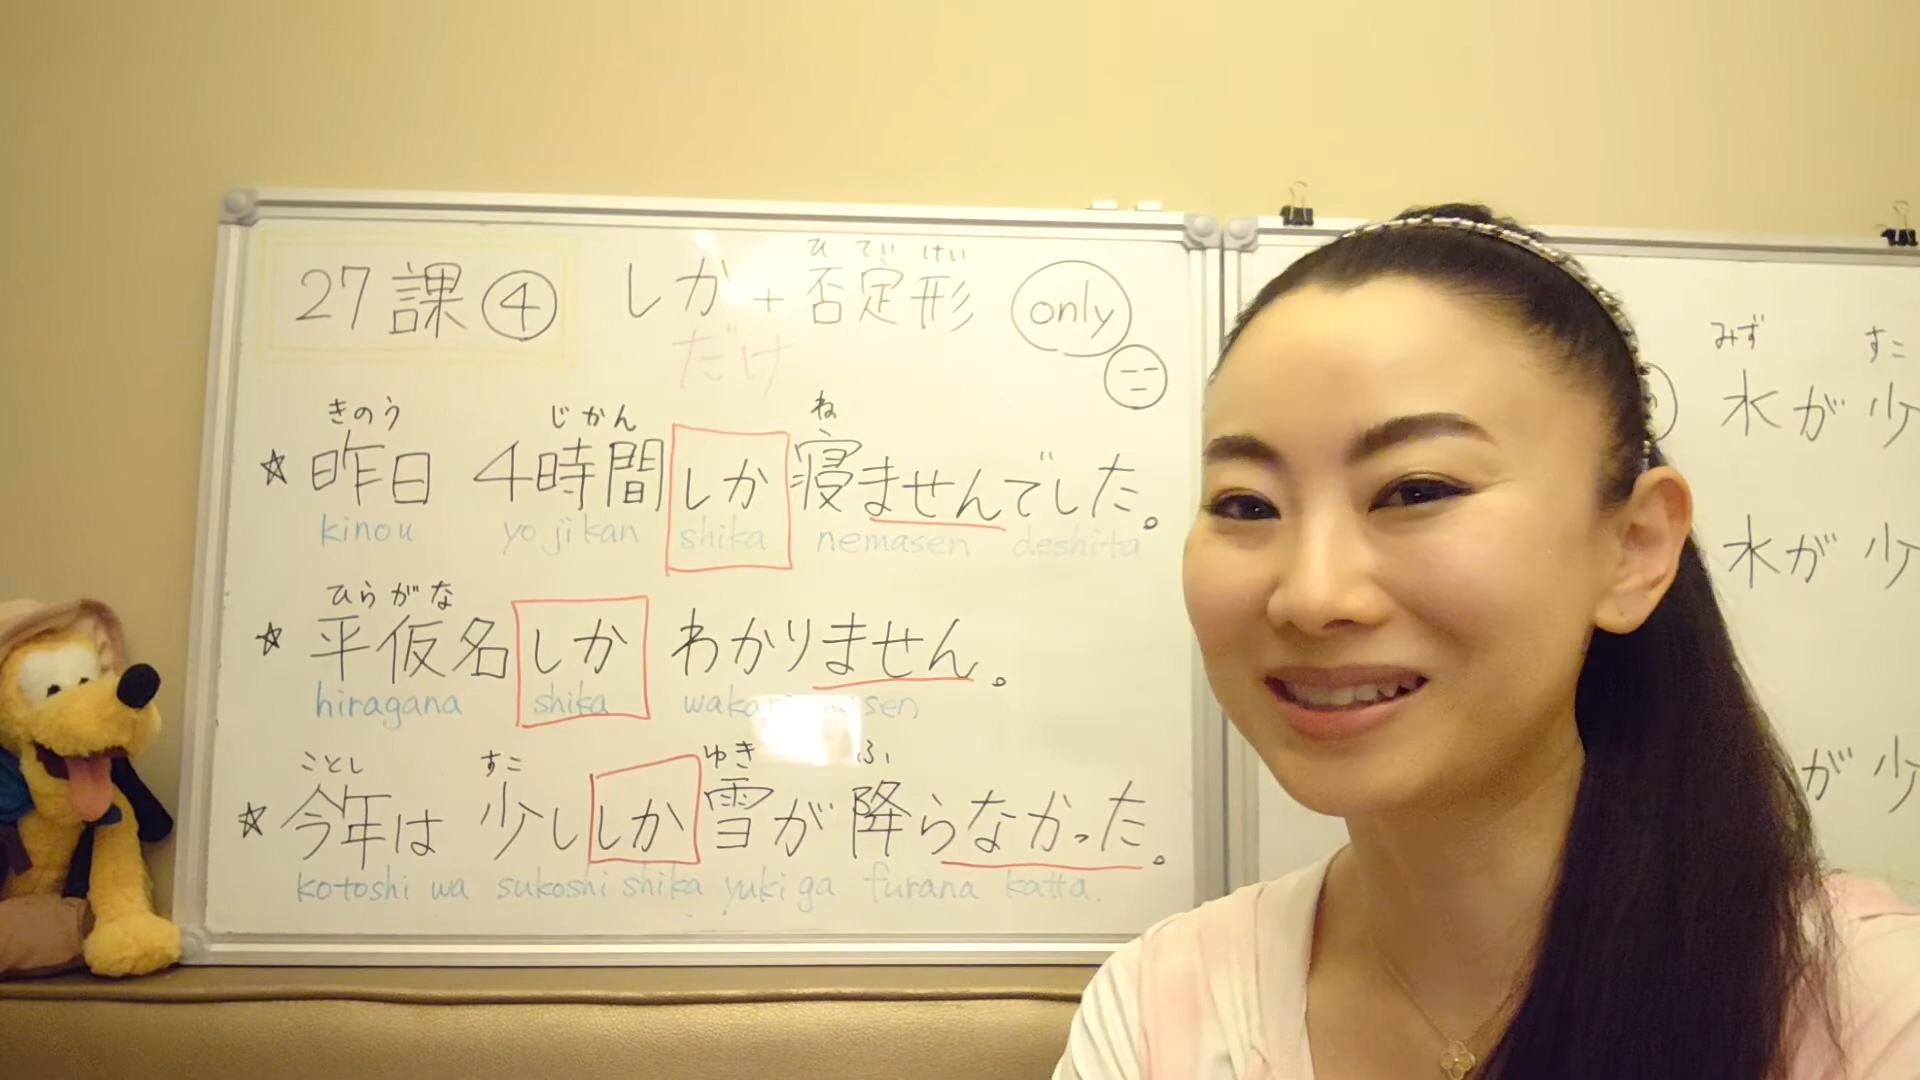 ひ てい けい
27課 ④ しか + 否定形 only
だけ
きのう じかん ね
☆ 昨日 4時間しか寝ませんでした。
kinou yo jikan shika nemasen deshita
ひらがな
☆ 平仮名しか わかりません。
hiragana shika sen
ことし すこ ゆき ふ
☆ 今年は 少ししか雪が降らなかった。
kotoshi wa sukoshi shika yuki ga furana katta.
みず すこ
水が少
水が少
が少